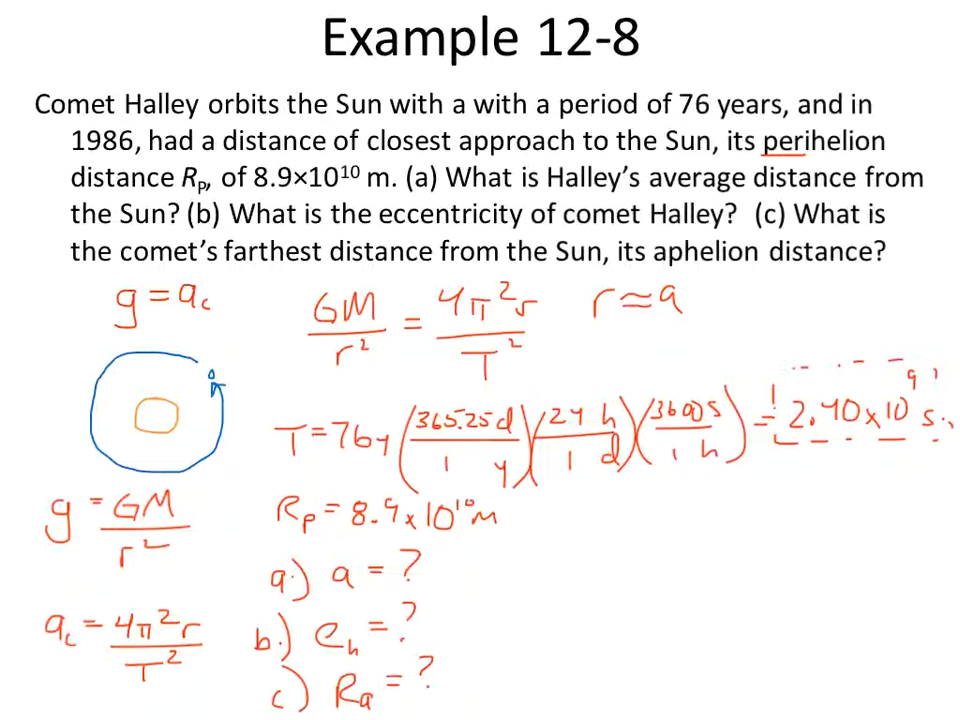 Example 12-8
Comet Halley orbits the Sun with a with a period of 76 years, and in
1986, had a distance of closest approach to the Sun, its perihelion
distance Rp, of 8.9×10¹⁰ m. (a) What is Halley's average distance from
the Sun? (b) What is the eccentricity of comet Halley? (c) What is
the comet's farthest distance from the Sun, its aphelion distance?
g = ac
GM/r² = 4π²r/T²
r ≈ a
T = 76y (365.25d/1 y)(24 h/1 d)(3600s/1 h) = 2.40 x 10⁹ s
g = GM/r²
Rp = 8.9 x 10¹⁰ m
a.) a = ?
ac = 4π²r/T²
b.) eh = ?
c.) Ra = ?